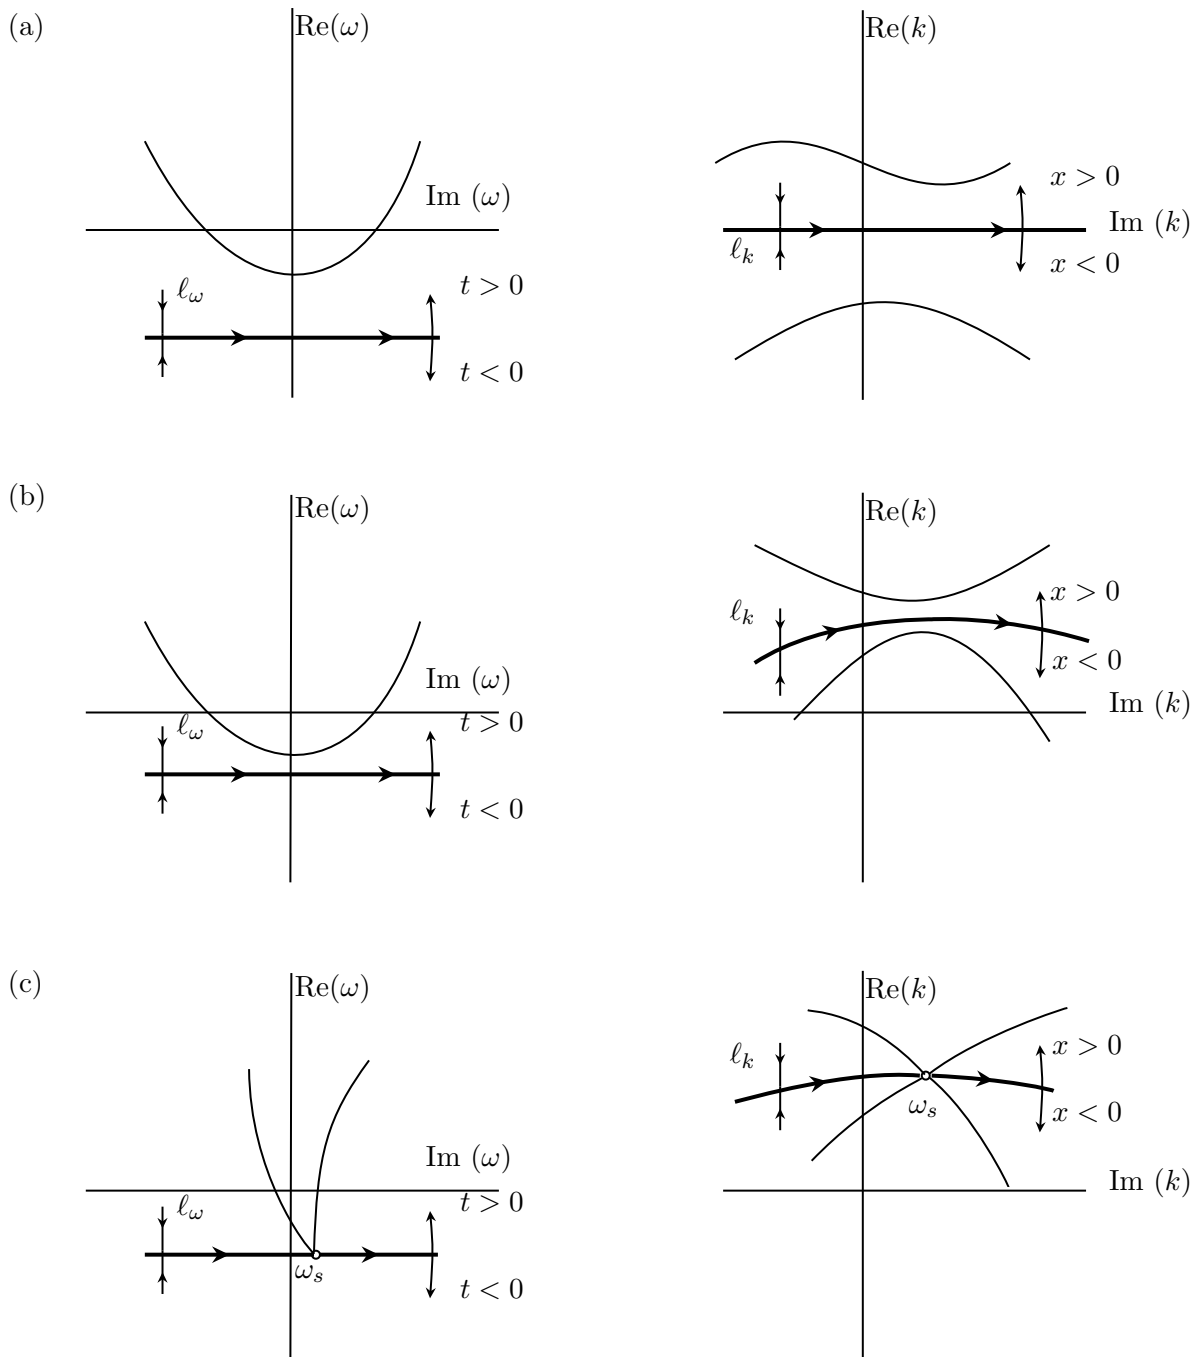 (a)
Re(ω)
Re(k)
Im (ω)
x > 0
Im (k)
ℓ_k
x < 0
ℓ_ω
t > 0
t < 0
(b)
Re(ω)
Re(k)
x > 0
ℓ_k
x < 0
Im (ω)
Im (k)
ℓ_ω
t > 0
t < 0
(c)
Re(ω)
Re(k)
ℓ_k
x > 0
ω_s
x < 0
Im (ω)
Im (k)
ℓ_ω
t > 0
ω_s
t < 0